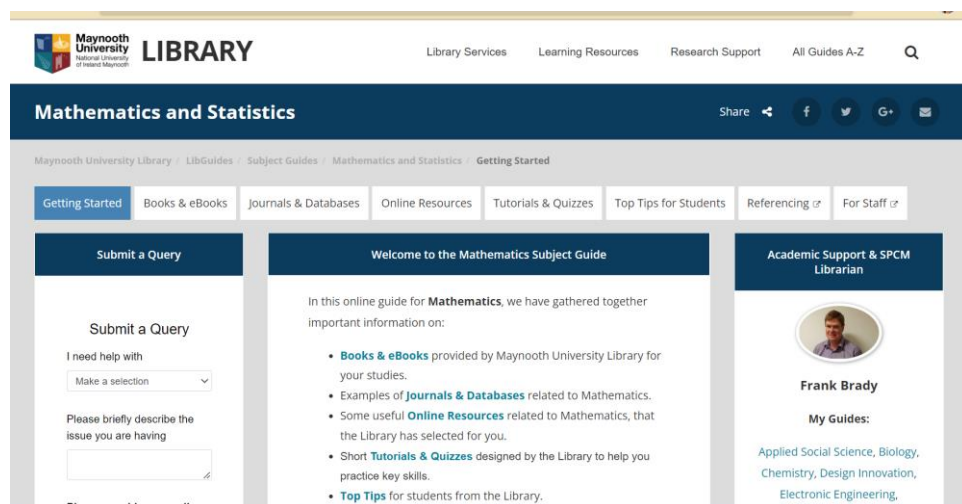 Maynooth
University
National University
of Ireland Maynooth
LIBRARY
Library Services
Learning Resources
Research Support
All Guides A-Z
Mathematics and Statistics
Share
f
G+
Maynooth University Library / LibGuides / Subject Guides / Mathematics and Statistics / Getting Started
Getting Started
Books & eBooks
Journals & Databases
Online Resources
Tutorials & Quizzes
Top Tips for Students
Referencing
For Staff
Submit a Query
Submit a Query
I need help with
Make a selection
Please briefly describe the
issue you are having
Welcome to the Mathematics Subject Guide
In this online guide for Mathematics, we have gathered together
important information on:
• Books & eBooks provided by Maynooth University Library for
your studies.
• Examples of Journals & Databases related to Mathematics.
• Some useful Online Resources related to Mathematics, that
the Library has selected for you.
• Short Tutorials & Quizzes designed by the Library to help you
practice key skills.
• Top Tips for students from the Library.
Academic Support & SPCM
Librarian
Frank Brady
My Guides:
Applied Social Science, Biology,
Chemistry, Design Innovation,
Electronic Engineering,